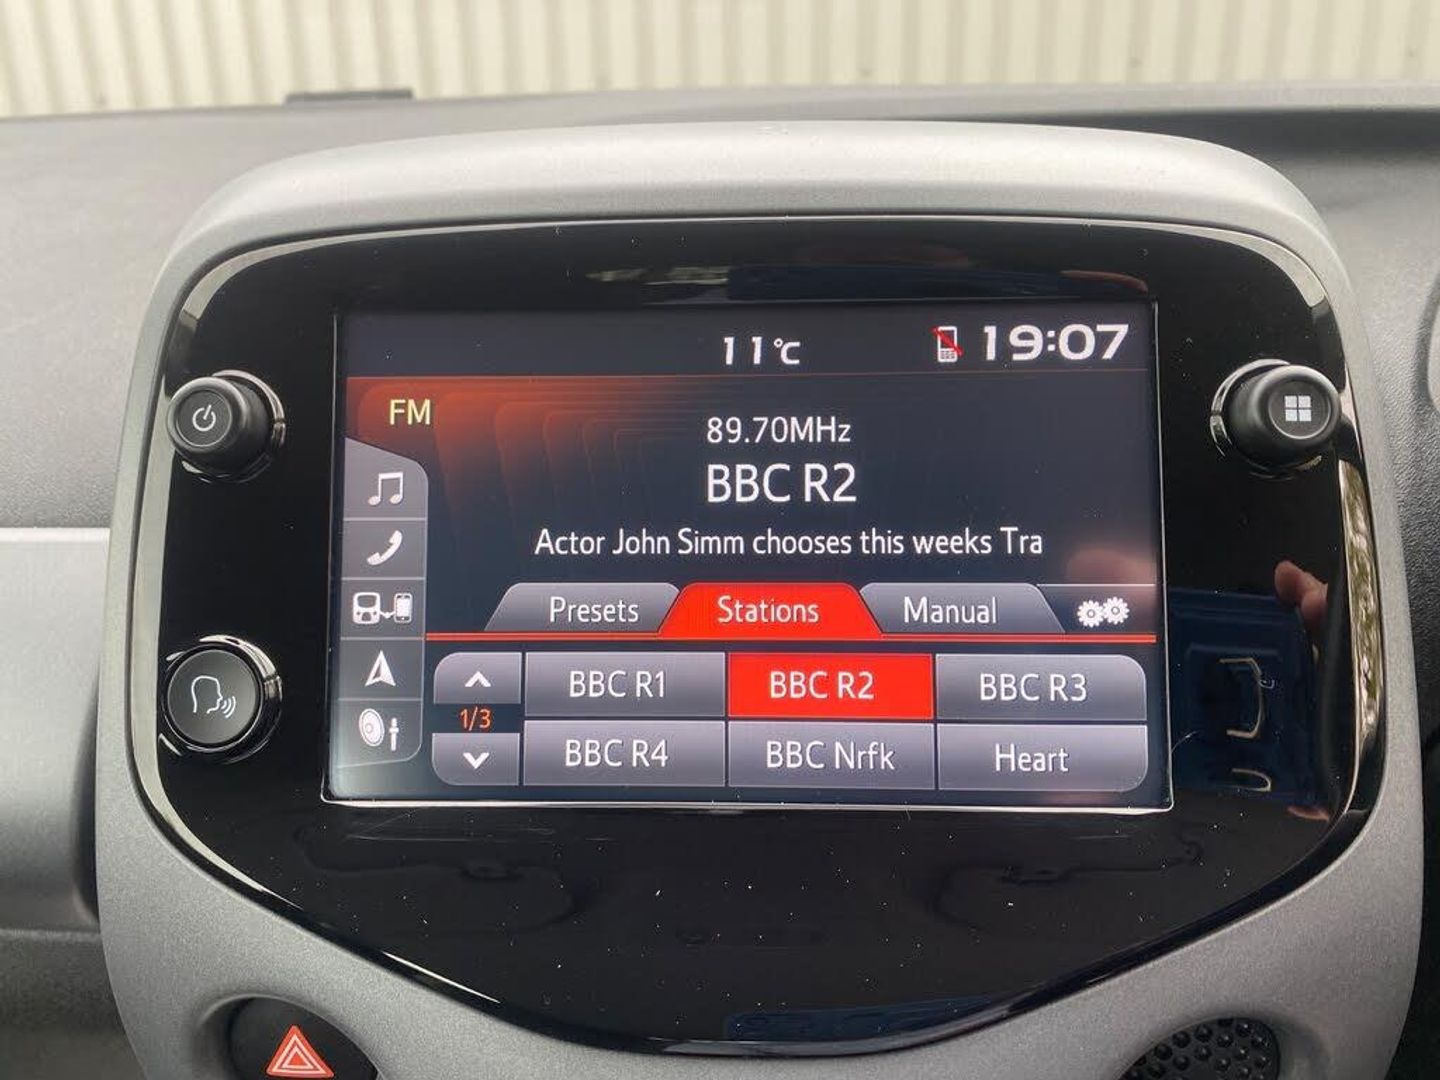 11°C 19:07
FM
89.70MHz
BBC R2
Actor John Simm chooses this weeks Tra
Presets Stations Manual
BBC R1 BBC R2 BBC R3
1/3
BBC R4 BBC Nrfk Heart